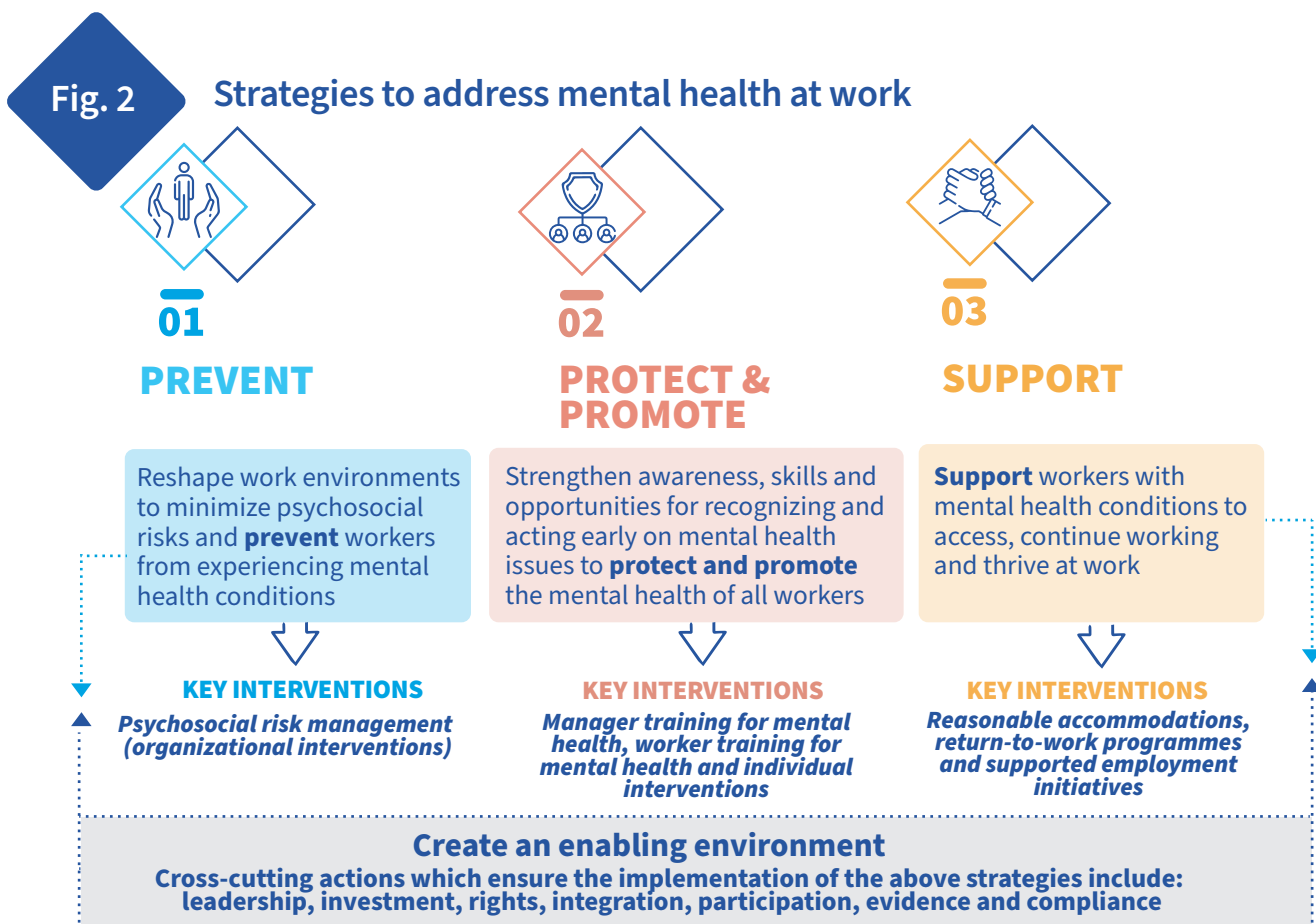 Fig. 2
Strategies to address mental health at work
01
PREVENT
Reshape work environments
to minimize psychosocial
risks and prevent workers
from experiencing mental
health conditions
KEY INTERVENTIONS
Psychosocial risk management
(organizational interventions)
02
PROTECT &
PROMOTE
Strengthen awareness, skills and
opportunities for recognizing and
acting early on mental health
issues to protect and promote
the mental health of all workers
KEY INTERVENTIONS
Manager training for mental
health, worker training for
mental health and individual
interventions
03
SUPPORT
Support workers with
mental health conditions to
access, continue working
and thrive at work
KEY INTERVENTIONS
Reasonable accommodations,
return-to-work programmes
and supported employment
initiatives
Create an enabling environment
Cross-cutting actions which ensure the implementation of the above strategies include:
leadership, investment, rights, integration, participation, evidence and compliance